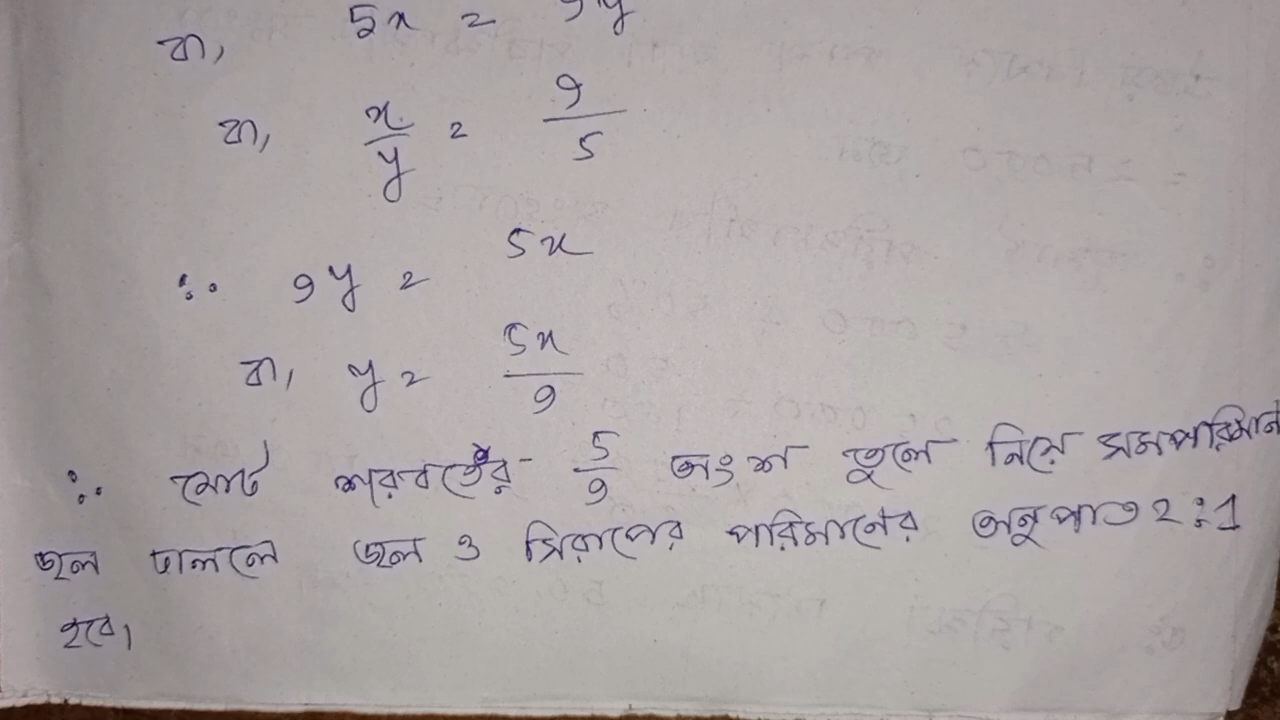 বা, 5x = 9y
বা, x/y = 9/5
∴ 9y = 5x
বা, y = 5x/9
∴ মোট শরবতের 5/9 অংশ তুলে নিয়ে সমপরিমান
জল ঢাললে জল ও সিরাপের পরিমানের অনুপাত 2:1
হবে।